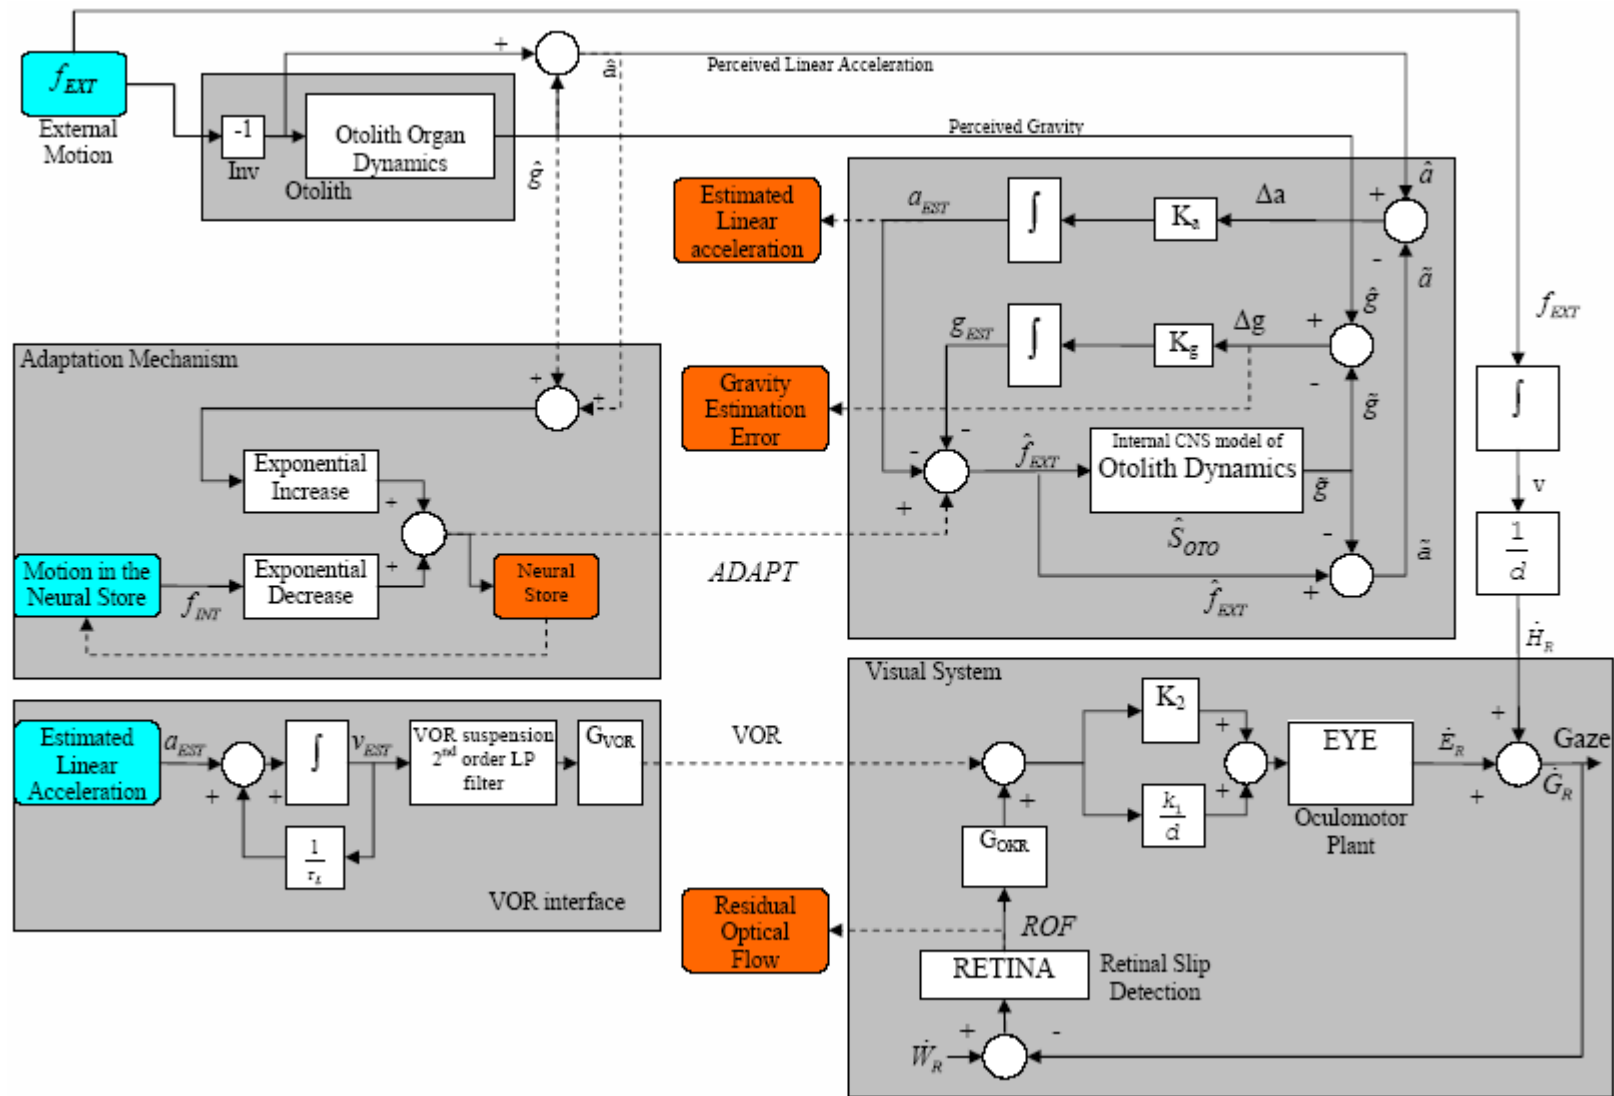 f_EXT
External
Motion
-1
Inv
Otolith Organ
Dynamics
Otolith
+
â
ĝ
Perceived Linear Acceleration
Perceived Gravity
Estimated
Linear
acceleration
a_EST
∫
K_a
Δa
+
â
-
ã
g_EST
∫
K_g
Δg
+
ĝ
-
g̃
Gravity
Estimation
Error
-
-
+
f̂_EXT
Internal CNS model of
Otolith Dynamics
g̃
Ŝ_OTO
f̂_EXT
-
+
ã
f_EXT
∫
v
1
d
Ḣ_R
Adaptation Mechanism
+
+
Exponential
Increase
+
Motion in the
Neural Store
f_INT
Exponential
Decrease
+
Neural
Store
ADAPT
Estimated
Linear
Acceleration
a_EST
+
+
∫
v_EST
1
τ_L
VOR suspension
2nd order LP
filter
G_VOR
VOR interface
VOR
Visual System
+
K_2
k_1
d
+
+
EYE
Oculomotor
Plant
Ė_R
+
+
Gaze
Ġ_R
G_OKR
ROF
Residual
Optical
Flow
RETINA
Retinal Slip
Detection
+
-
Ẇ_R